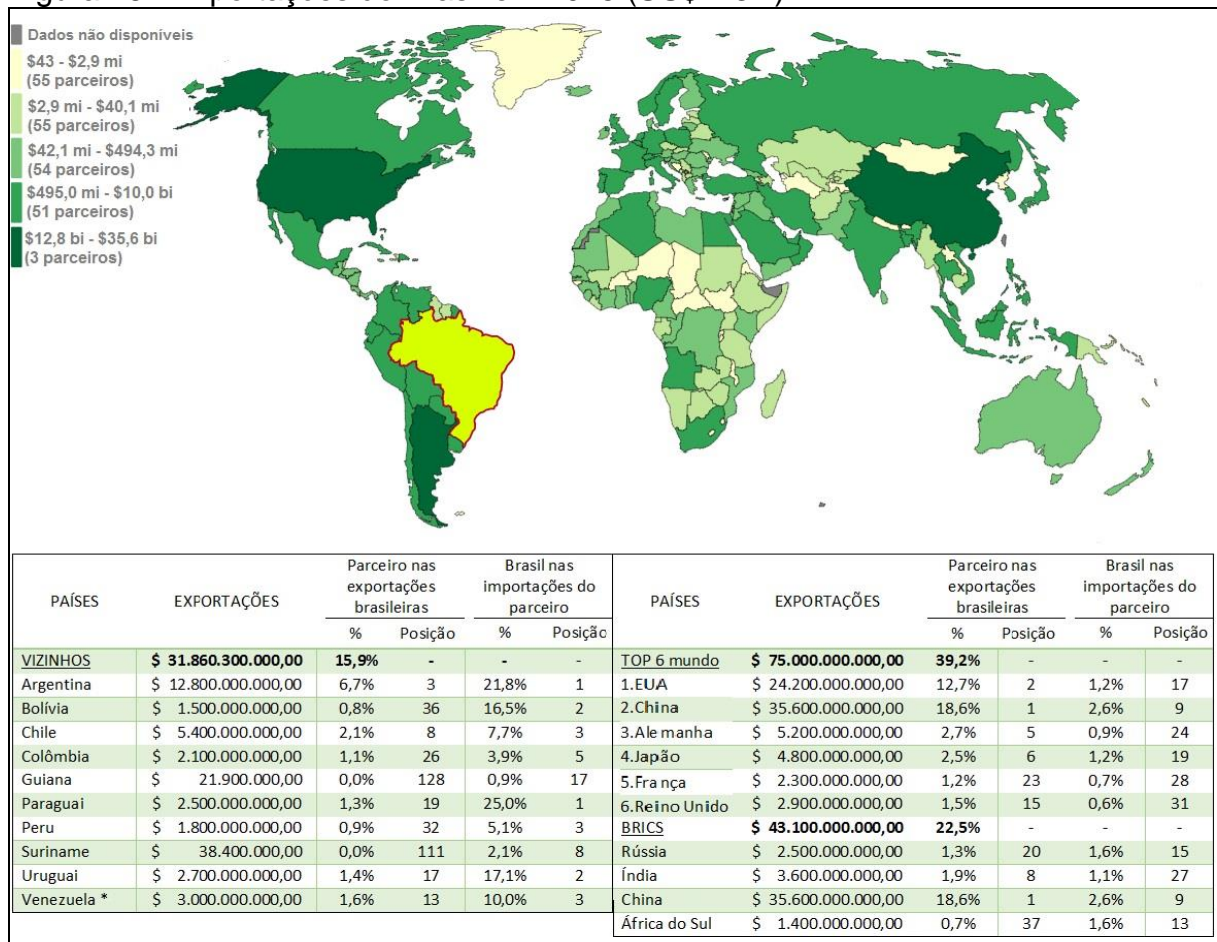 Dados não disponíveis
$43 - $2,9 mi
(55 parceiros)
$2,9 mi - $40,1 mi
(55 parceiros)
$42,1 mi - $494,3 mi
(54 parceiros)
$495,0 mi - $10,0 bi
(51 parceiros)
$12,8 bi - $35,6 bi
(3 parceiros)
PAÍSES EXPORTAÇÕES Parceiro nas exportações brasileiras Brasil nas importações do parceiro
% Posição % Posição
VIZINHOS $ 31.860.300.000,00 15,9% - - -
Argentina $ 12.800.000.000,00 6,7% 3 21,8% 1
Bolívia $ 1.500.000.000,00 0,8% 36 16,5% 2
Chile $ 5.400.000.000,00 2,1% 8 7,7% 3
Colômbia $ 2.100.000.000,00 1,1% 26 3,9% 5
Guiana $ 21.900.000,00 0,0% 128 0,9% 17
Paraguai $ 2.500.000.000,00 1,3% 19 25,0% 1
Peru $ 1.800.000.000,00 0,9% 32 5,1% 3
Suriname $ 38.400.000,00 0,0% 111 2,1% 8
Uruguai $ 2.700.000.000,00 1,4% 17 17,1% 2
Venezuela * $ 3.000.000.000,00 1,6% 13 10,0% 3
PAÍSES EXPORTAÇÕES Parceiro nas exportações brasileiras Brasil nas importações do parceiro
% Posição % Posição
TOP 6 mundo $ 75.000.000.000,00 39,2% - - -
1.EUA $ 24.200.000.000,00 12,7% 2 1,2% 17
2.China $ 35.600.000.000,00 18,6% 1 2,6% 9
3.Alemanha $ 5.200.000.000,00 2,7% 5 0,9% 24
4.Japão $ 4.800.000.000,00 2,5% 6 1,2% 19
5.França $ 2.300.000.000,00 1,2% 23 0,7% 28
6.Reino Unido $ 2.900.000.000,00 1,5% 15 0,6% 31
BRICS $ 43.100.000.000,00 22,5% - - -
Rússia $ 2.500.000.000,00 1,3% 20 1,6% 15
Índia $ 3.600.000.000,00 1,9% 8 1,1% 27
China $ 35.600.000.000,00 18,6% 1 2,6% 9
África do Sul $ 1.400.000.000,00 0,7% 37 1,6% 13